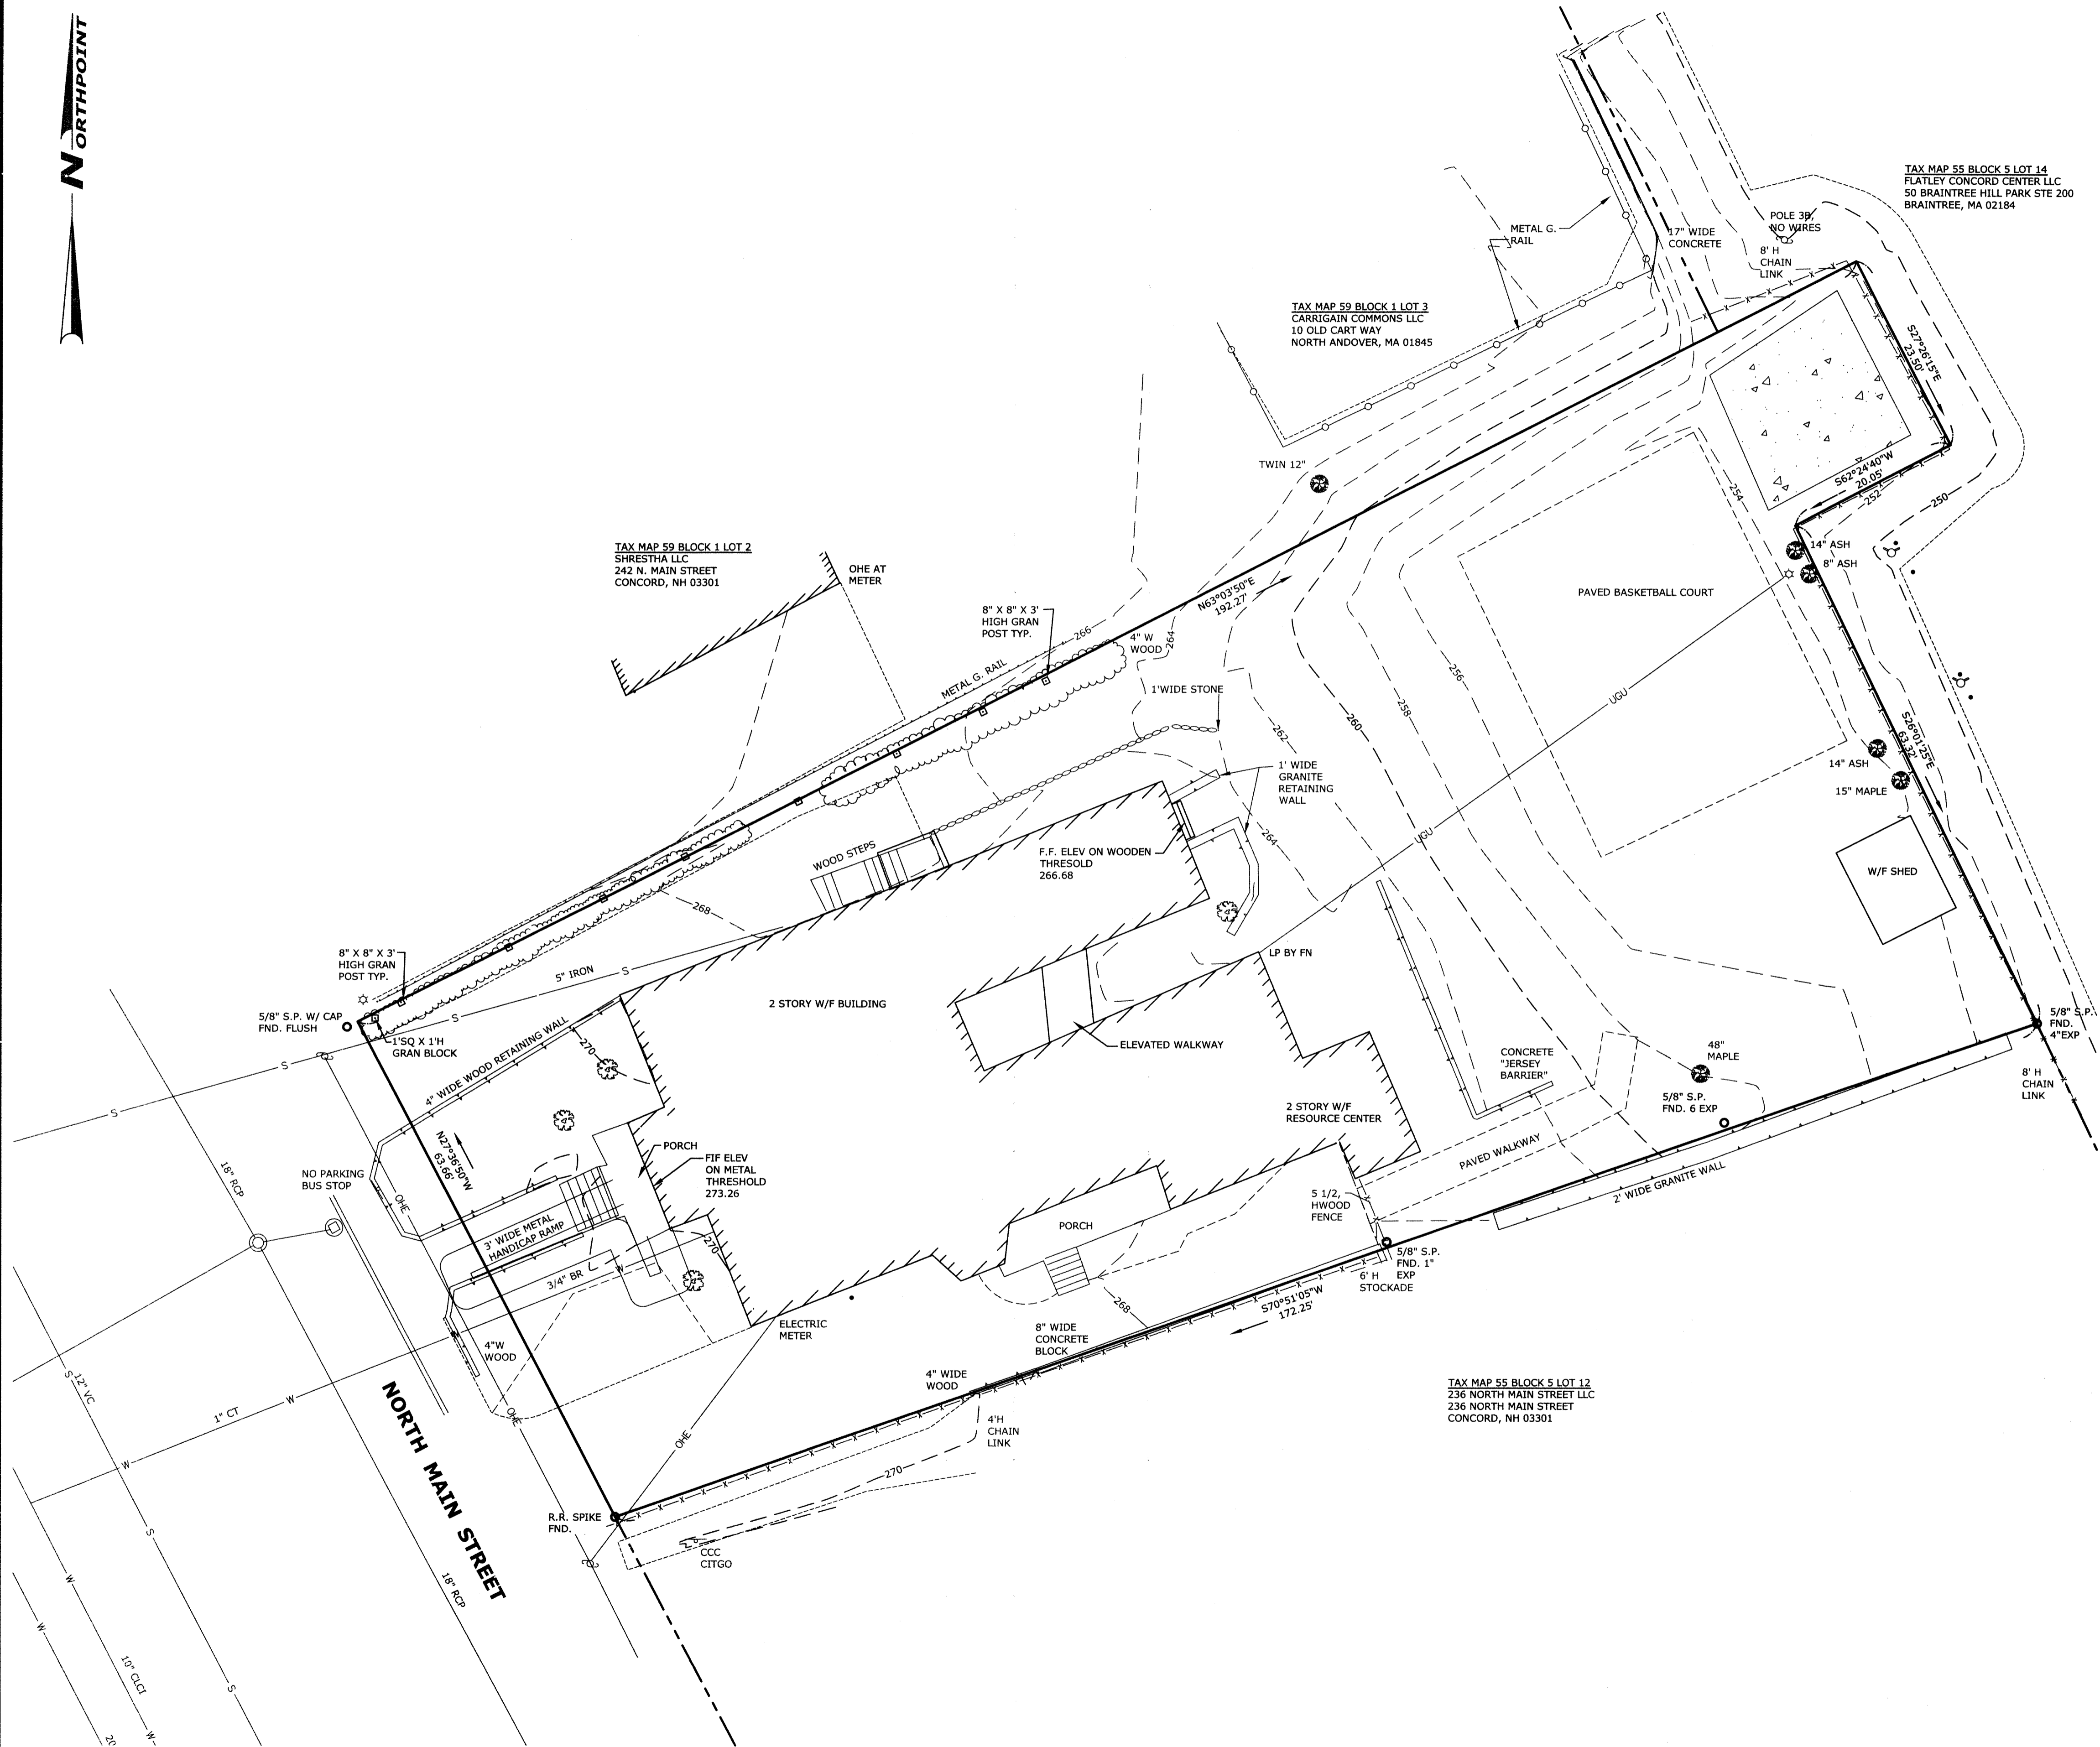 NORTHPOINT
TAX MAP 55 BLOCK 5 LOT 14
FLATLEY CONCORD CENTER LLC
50 BRAINTREE HILL PARK STE 200
BRAINTREE, MA 02184
POLE 3B,
NO WIRES
METAL G.
RAIL
17" WIDE
CONCRETE
8' H
CHAIN
LINK
TAX MAP 59 BLOCK 1 LOT 3
CARRIGAIN COMMONS LLC
10 OLD CART WAY
NORTH ANDOVER, MA 01845
S27°26'15"E
23.50'
S62°24'40"W
20.05'
252
250
254
TWIN 12"
TAX MAP 59 BLOCK 1 LOT 2
SHRESTHA LLC
242 N. MAIN STREET
CONCORD, NH 03301
OHE AT
METER
14" ASH
8" ASH
PAVED BASKETBALL COURT
N63°03'50"E
192.27'
8" X 8" X 3'
HIGH GRAN
POST TYP.
266
4" W
WOOD
264
METAL G. RAIL
1'WIDE STONE
256
258
260
262
UGU
S26°01'25"E
63.32'
14" ASH
15" MAPLE
1' WIDE
GRANITE
RETAINING
WALL
264
UGU
WOOD STEPS
F.F. ELEV ON WOODEN
THRESOLD
266.68
W/F SHED
268
LP BY FN
8" X 8" X 3'
HIGH GRAN
POST TYP.
5" IRON
S
S
2 STORY W/F BUILDING
5/8" S.P. W/ CAP
FND. FLUSH
1'SQ X 1'H
GRAN BLOCK
5/8" S.P.
FND.
4"EXP
ELEVATED WALKWAY
270
4" WIDE WOOD RETAINING WALL
CONCRETE
"JERSEY
BARRIER"
48"
MAPLE
8' H
CHAIN
LINK
S
S
2 STORY W/F
RESOURCE CENTER
5/8" S.P.
FND. 6 EXP
N27°36'50"W
63.66'
PORCH
FIF ELEV
ON METAL
THRESHOLD
273.26
PAVED WALKWAY
18" RCP
NO PARKING
BUS STOP
OHE
2' WIDE GRANITE WALL
5 1/2,
HWOOD
FENCE
3' WIDE METAL
HANDICAP RAMP
PORCH
270
3/4" BR
W
5/8" S.P.
FND. 1"
EXP
6' H
STOCKADE
268
S70°51'05"W
172.25'
ELECTRIC
METER
8" WIDE
CONCRETE
BLOCK
4"W
WOOD
4" WIDE
WOOD
TAX MAP 55 BLOCK 5 LOT 12
236 NORTH MAIN STREET LLC
236 NORTH MAIN STREET
CONCORD, NH 03301
S
12" VC
1" CT
W
W
OHE
OHE
4'H
CHAIN
LINK
270
NORTH MAIN STREET
R.R. SPIKE
FND.
CCC
CITGO
S
W
18" RCP
W
10" CLCI
S
W
20